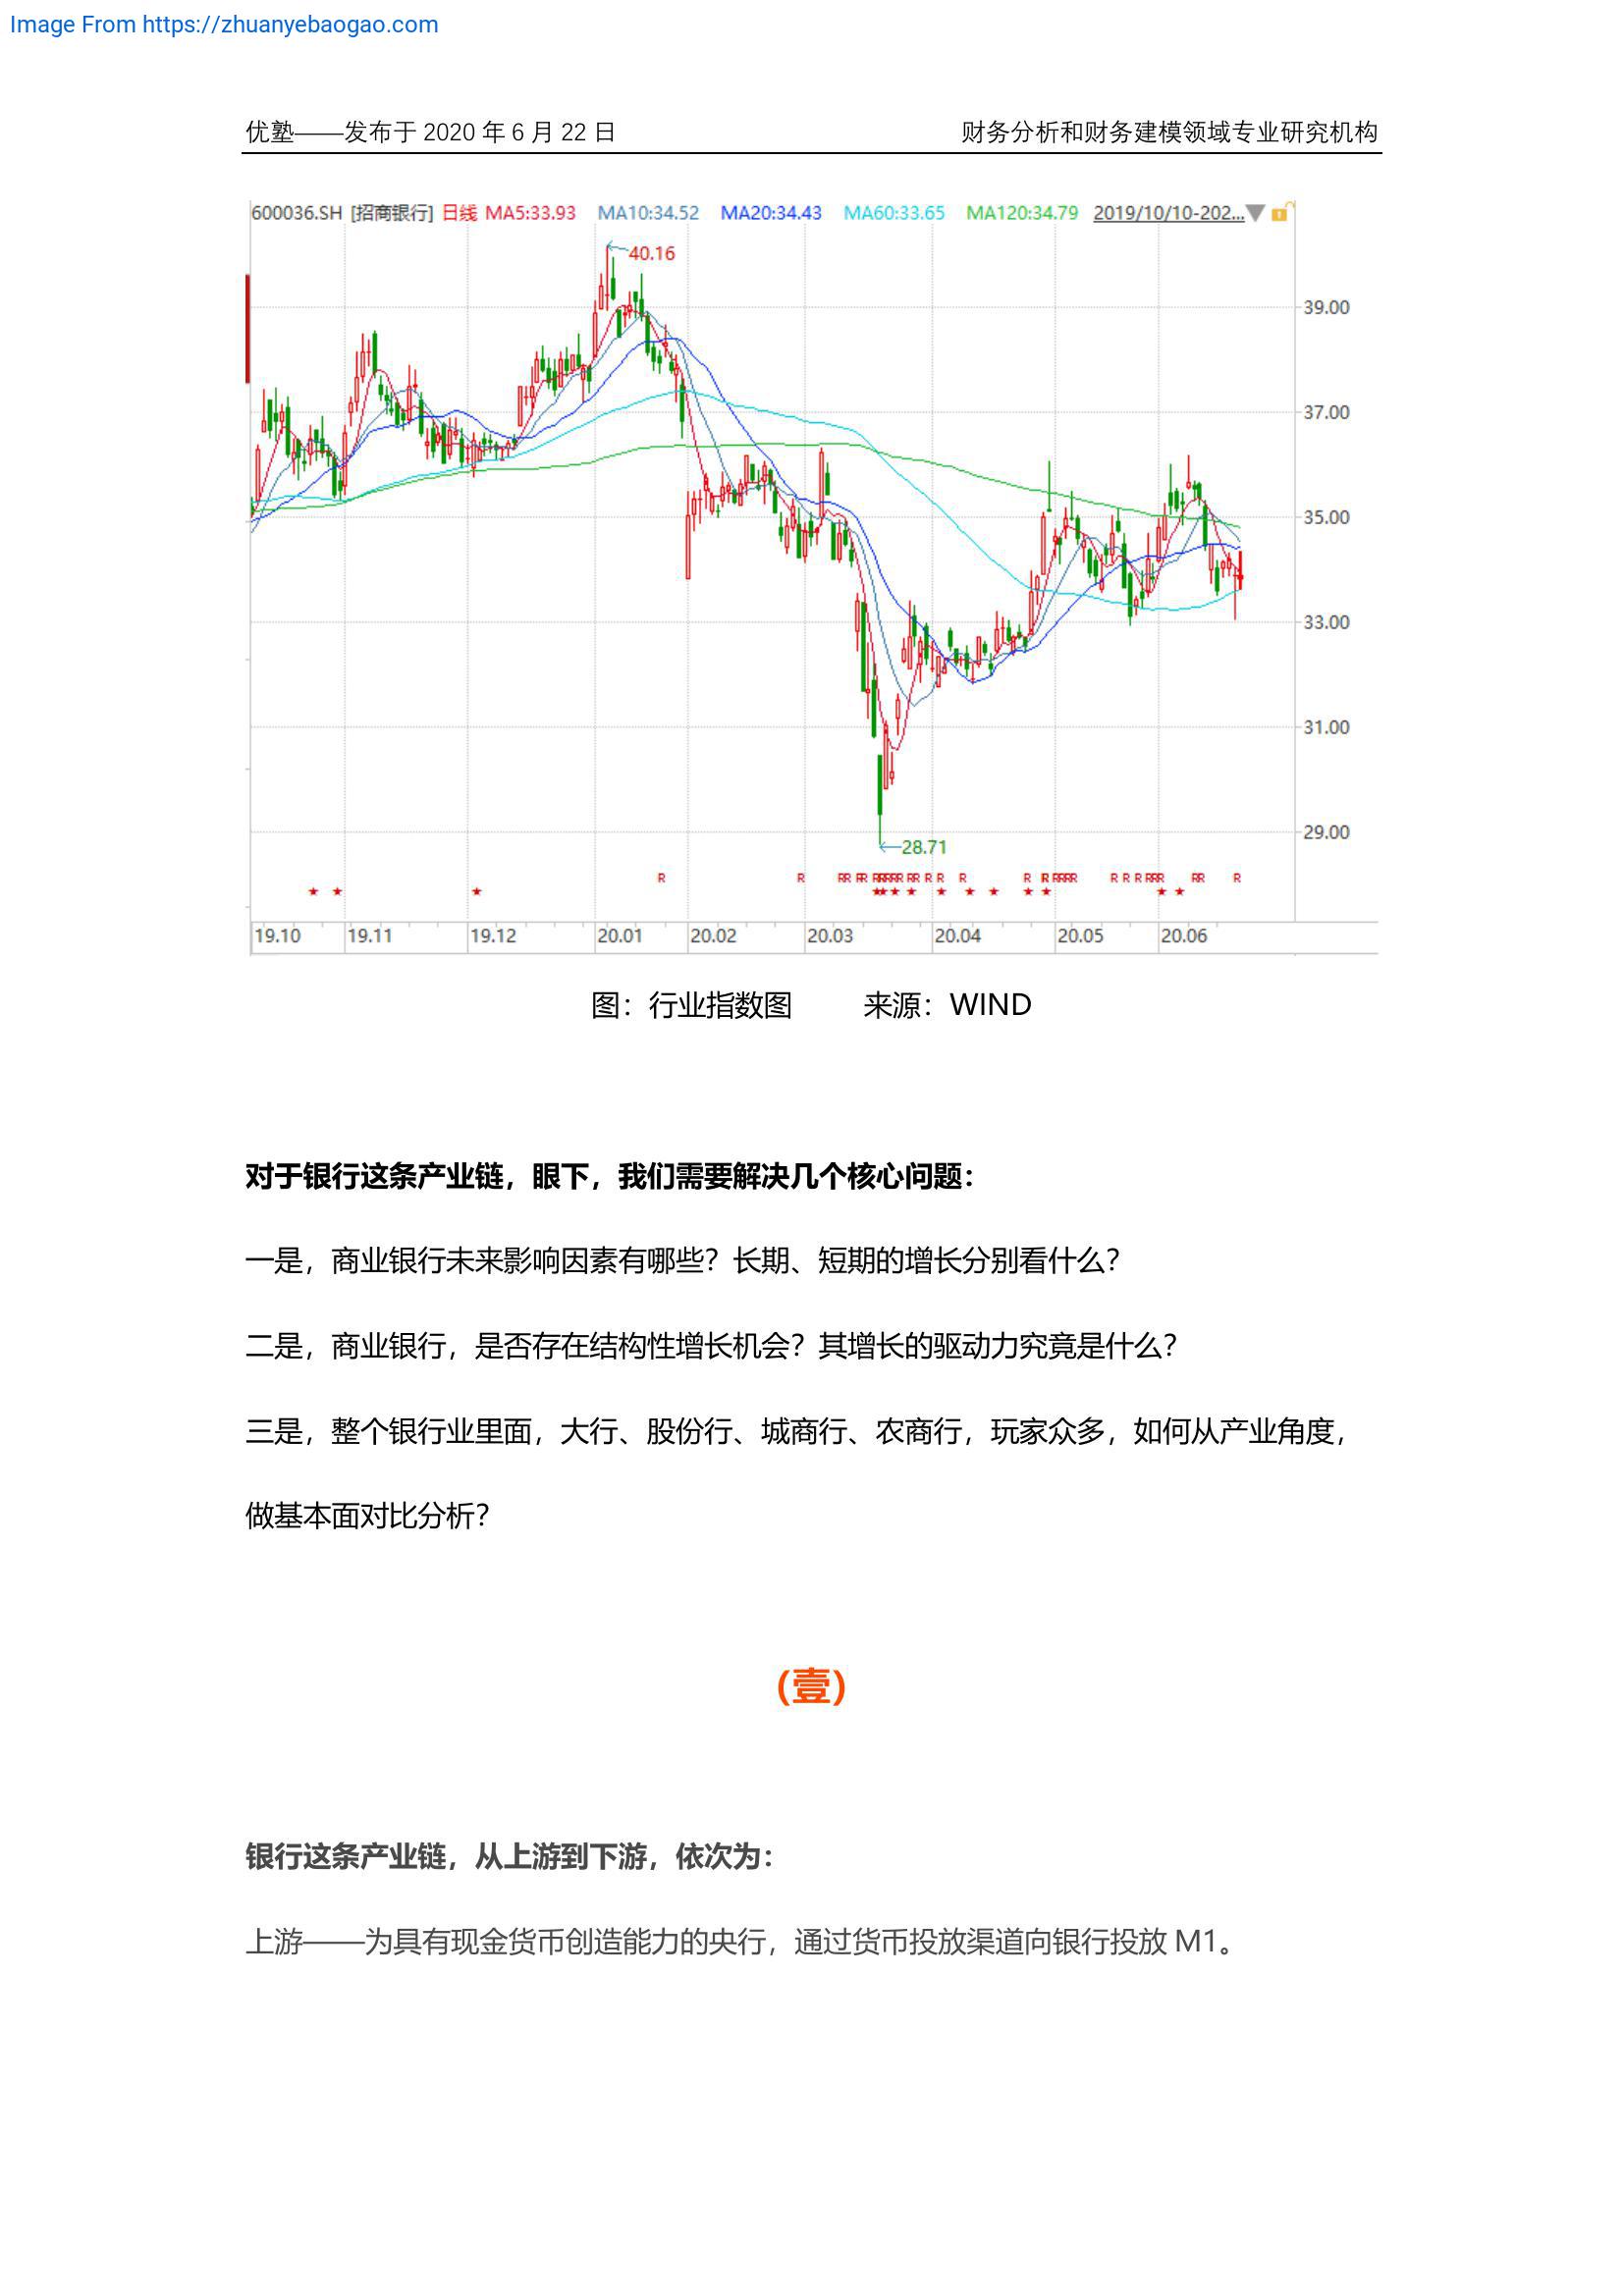 Image From https://zhuanyebaogao.com
优塾——发布于 2020 年 6 月 22 日 财务分析和财务建模领域专业研究机构
600036.SH [招商银行] 日线 MA5:33.93 MA10:34.52 MA20:34.43 MA60:33.65 MA120:34.79 2019/10/10-202...
40.16
39.00
37.00
35.00
33.00
31.00
29.00
28.71
19.10 19.11 19.12 20.01 20.02 20.03 20.04 20.05 20.06
图：行业指数图 来源：WIND
对于银行这条产业链，眼下，我们需要解决几个核心问题：
一是，商业银行未来影响因素有哪些？长期、短期的增长分别看什么？
二是，商业银行，是否存在结构性增长机会？其增长的驱动力究竟是什么？
三是，整个银行业里面，大行、股份行、城商行、农商行，玩家众多，如何从产业角度，
做基本面对比分析？
(壹)
银行这条产业链，从上游到下游，依次为：
上游——为具有现金货币创造能力的央行，通过货币投放渠道向银行投放 M1。